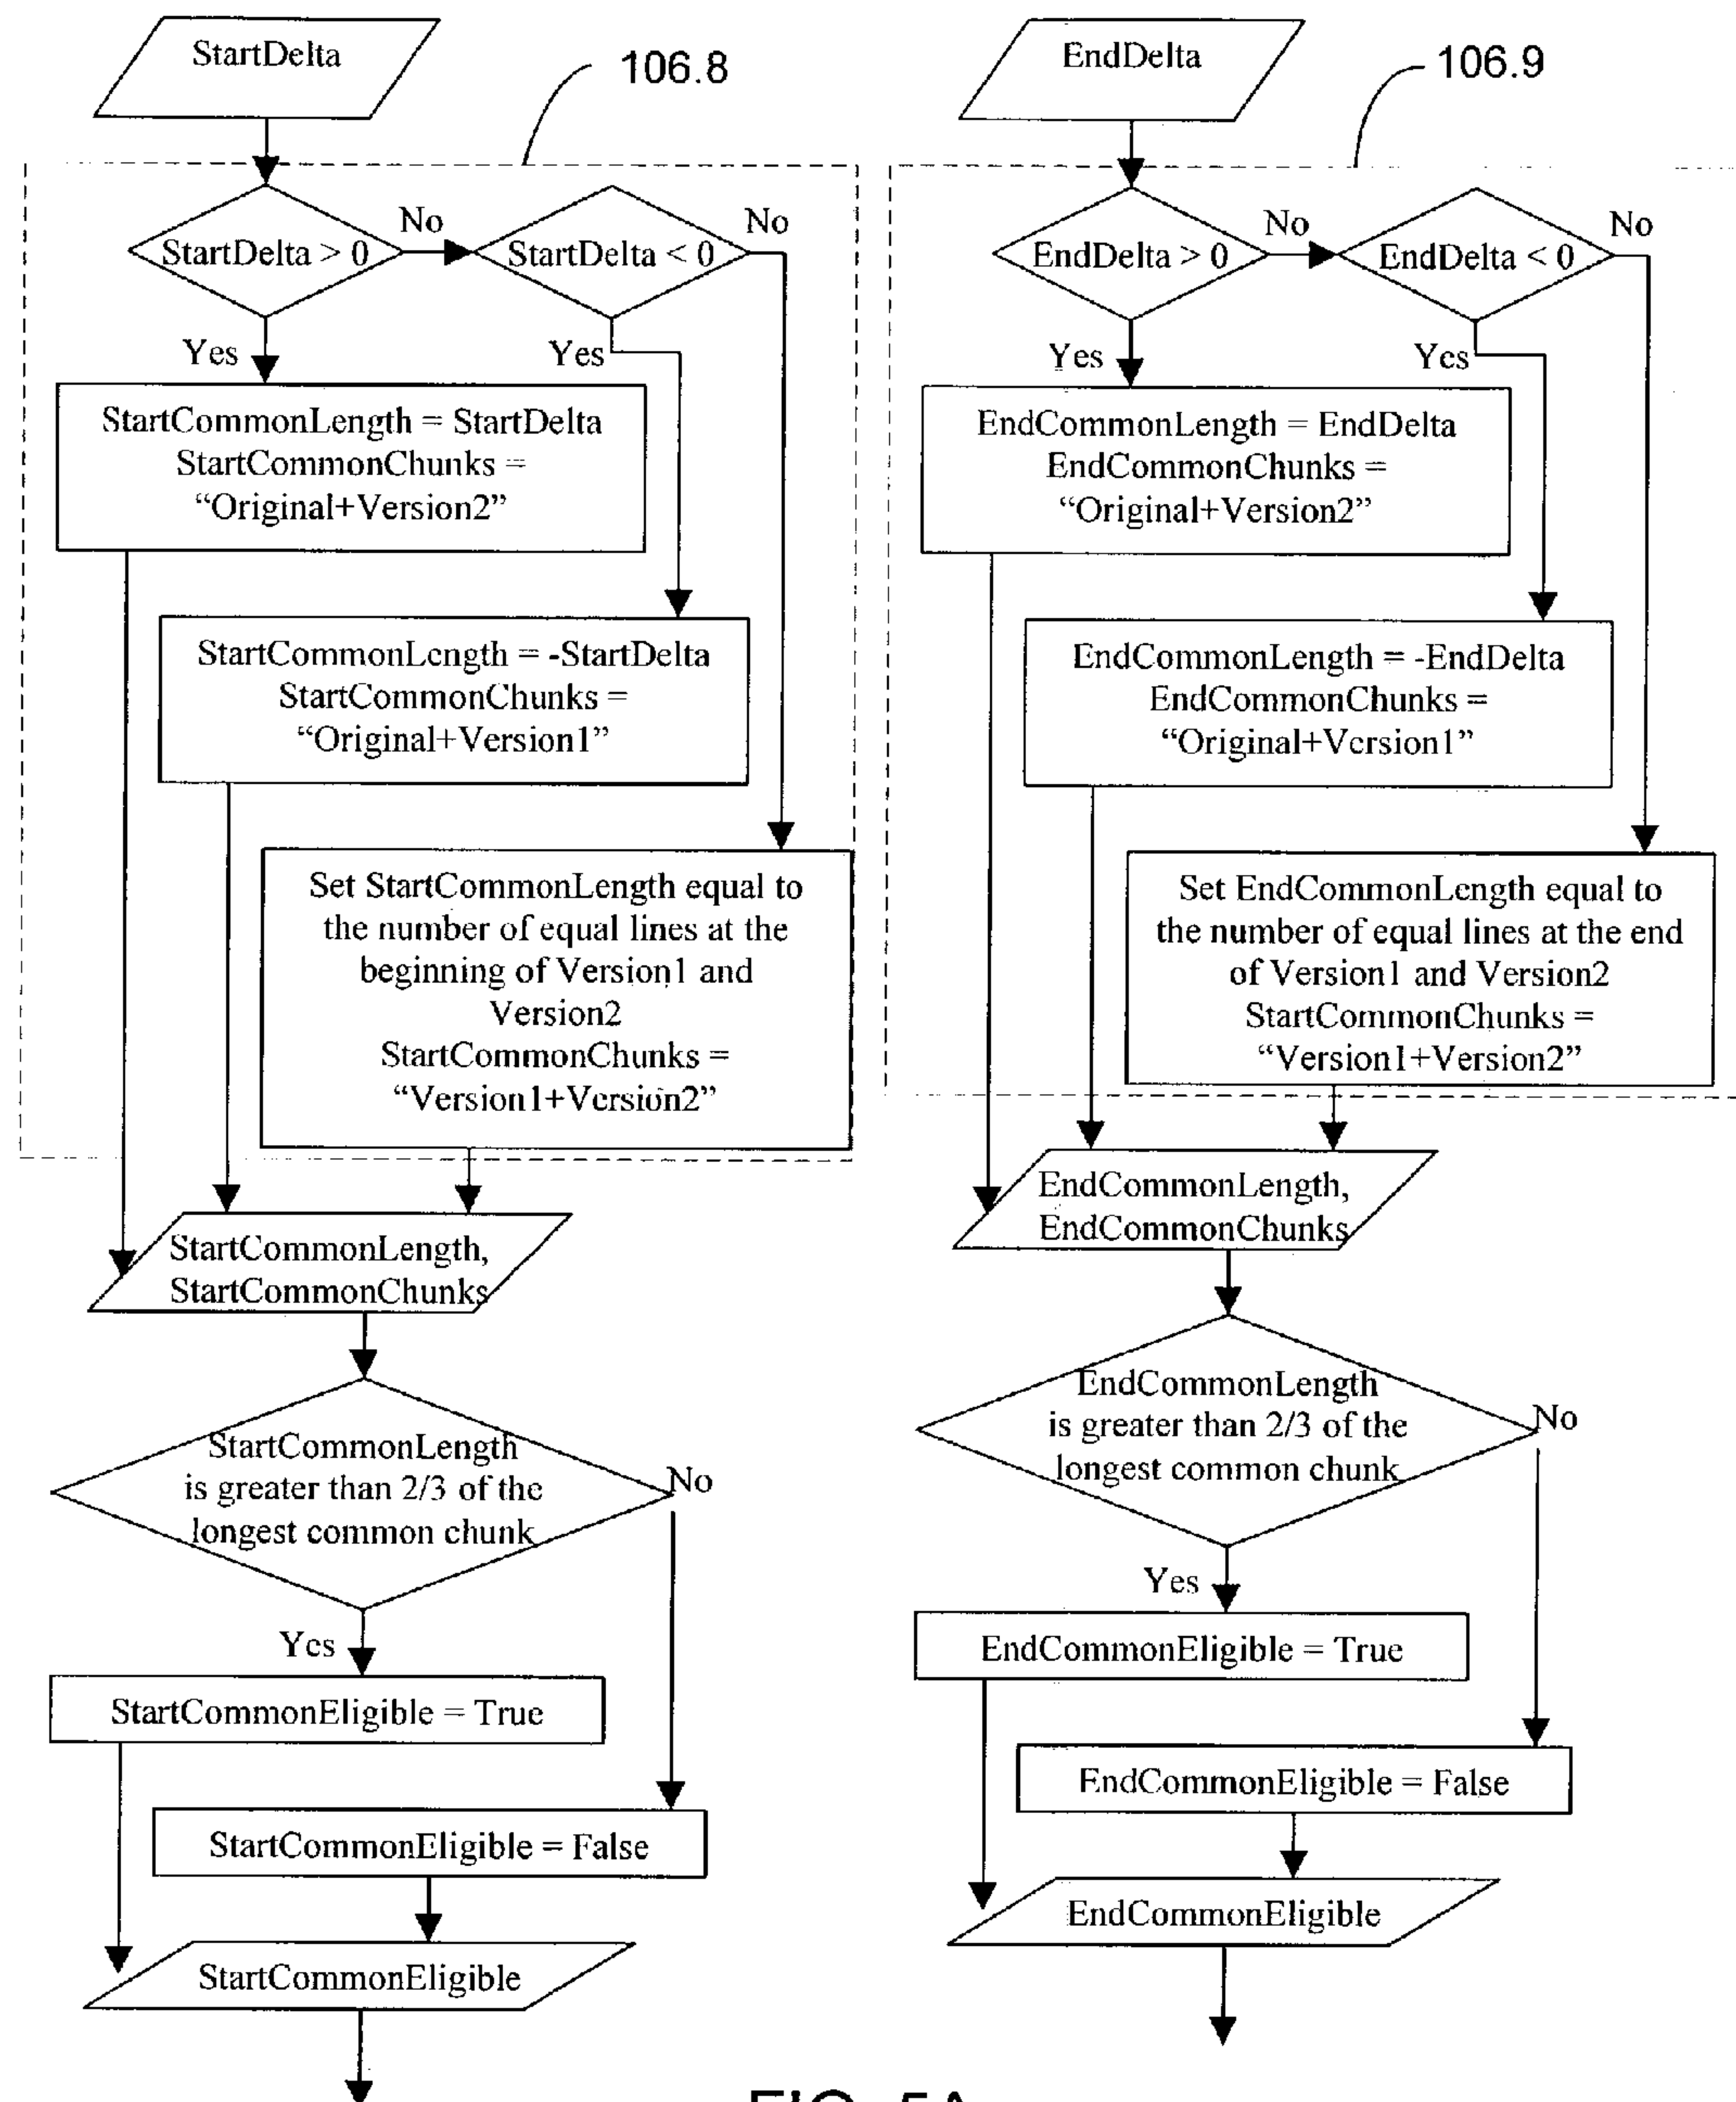 StartDelta
106.8
StartDelta > 0
No
StartDelta < 0
No
Yes
Yes
StartCommonLength = StartDelta
StartCommonChunks =
“Original+Version2”
StartCommonLength = -StartDelta
StartCommonChunks =
“Original+Version1”
Set StartCommonLength equal to
the number of equal lines at the
beginning of Version1 and
Version2
StartCommonChunks =
“Version1+Version2”
StartCommonLength,
StartCommonChunks
StartCommonLength
is greater than 2/3 of the
longest common chunk
No
Yes
StartCommonEligible = True
StartCommonEligible = False
StartCommonEligible
EndDelta
106.9
EndDelta > 0
No
EndDelta < 0
No
Yes
Yes
EndCommonLength = EndDelta
EndCommonChunks =
“Original+Version2”
EndCommonLength = -EndDelta
EndCommonChunks =
“Original+Version1”
Set EndCommonLength equal to
the number of equal lines at the end
of Version1 and Version2
StartCommonChunks =
“Version1+Version2”
EndCommonLength,
EndCommonChunks
EndCommonLength
is greater than 2/3 of the
longest common chunk
No
Yes
EndCommonEligible = True
EndCommonEligible = False
EndCommonEligible
FIG. 5A